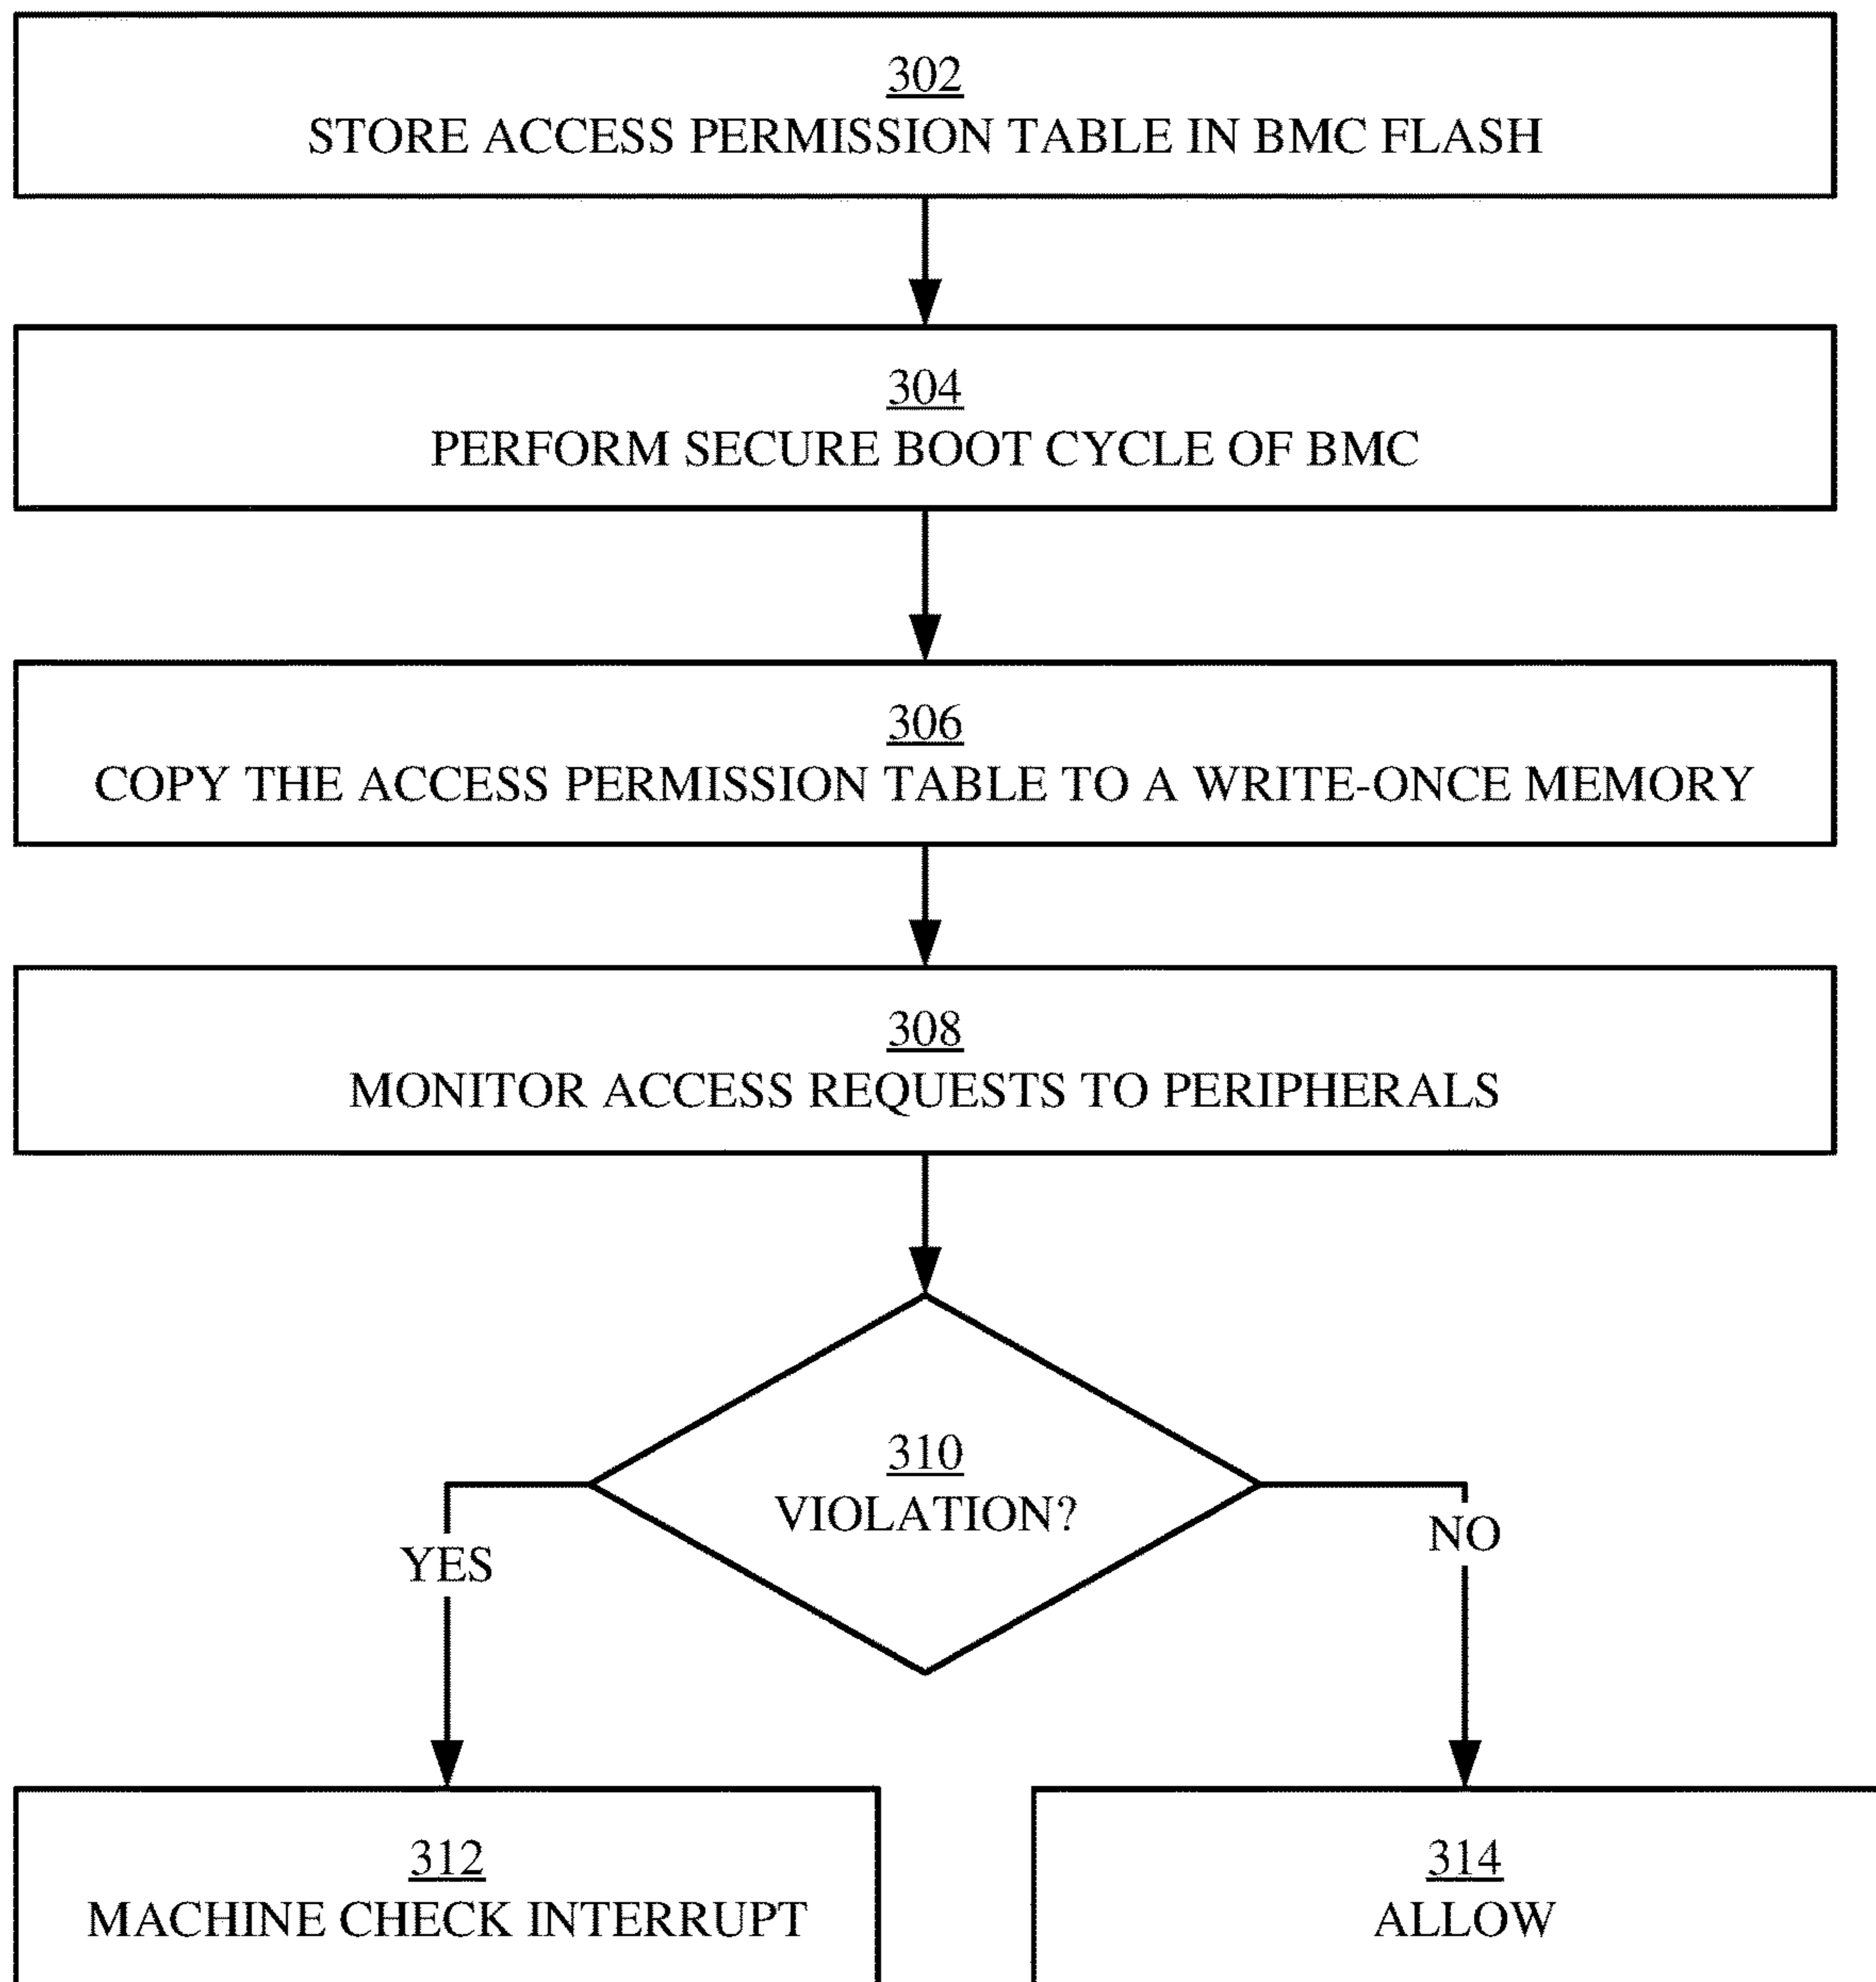 302
STORE ACCESS PERMISSION TABLE IN BMC FLASH
304
PERFORM SECURE BOOT CYCLE OF BMC
306
COPY THE ACCESS PERMISSION TABLE TO A WRITE-ONCE MEMORY
308
MONITOR ACCESS REQUESTS TO PERIPHERALS
310
VIOLATION?
YES
NO
312
MACHINE CHECK INTERRUPT
314
ALLOW